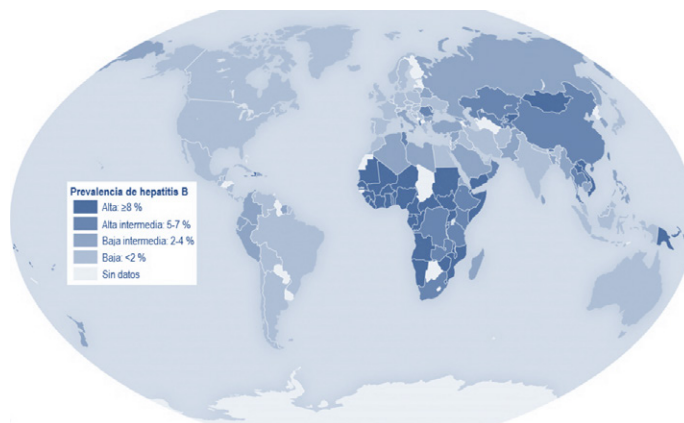 Prevalencia de hepatitis B
Alta: ≥8 %
Alta intermedia: 5-7 %
Baja intermedia: 2-4 %
Baja: <2 %
Sin datos